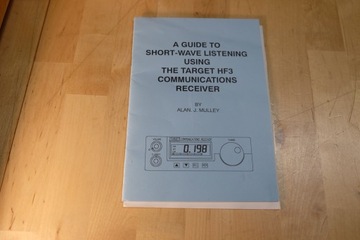 A GUIDE TO
SHORT-WAVE LISTENING
USING
THE TARGET HF3
COMMUNICATIONS
RECEIVER
BY
ALAN. J. MULLEY
0.198